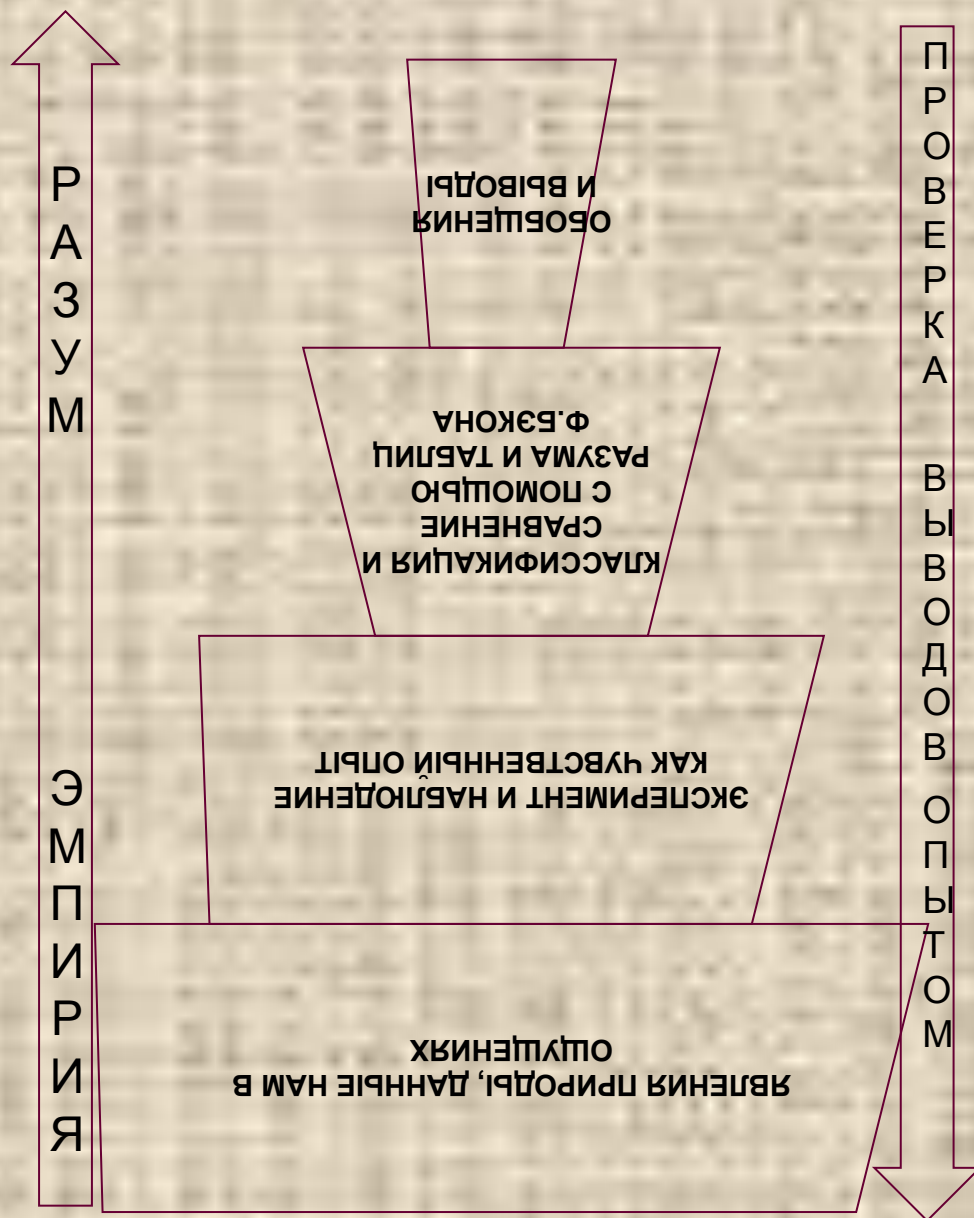 РАЗУМ
ЭМПИРИЯ
ОБОБЩЕНИЯ
И ВЫВОДЫ
КЛАССИФИКАЦИЯ И
СРАВНЕНИЕ
С ПОМОЩЬЮ
РАЗУМА И ТАБЛИЦ
Ф.БЭКОНА
ЭКСПЕРИМЕНТ И НАБЛЮДЕНИЕ
КАК ЧУВСТВЕННЫЙ ОПЫТ
ЯВЛЕНИЯ ПРИРОДЫ, ДАННЫЕ НАМ В
ОЩУЩЕНИЯХ
ПРОВЕРКА ВЫВОДОВ ОПЫТОМ